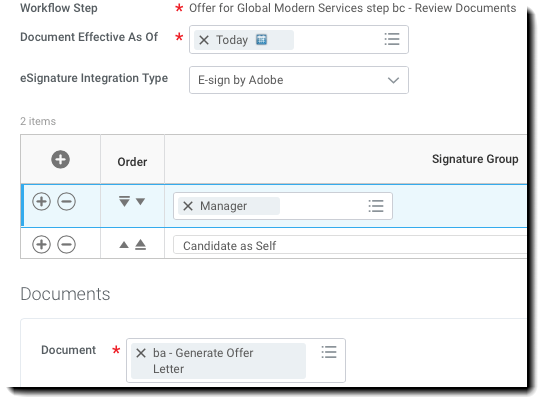 Workflow Step * Offer for Global Modern Services step bc - Review Documents
Document Effective As Of * Today
eSignature Integration Type E-sign by Adobe
2 items
Order Signature Group
Manager
Candidate as Self
Documents
Document * ba - Generate Offer
Letter